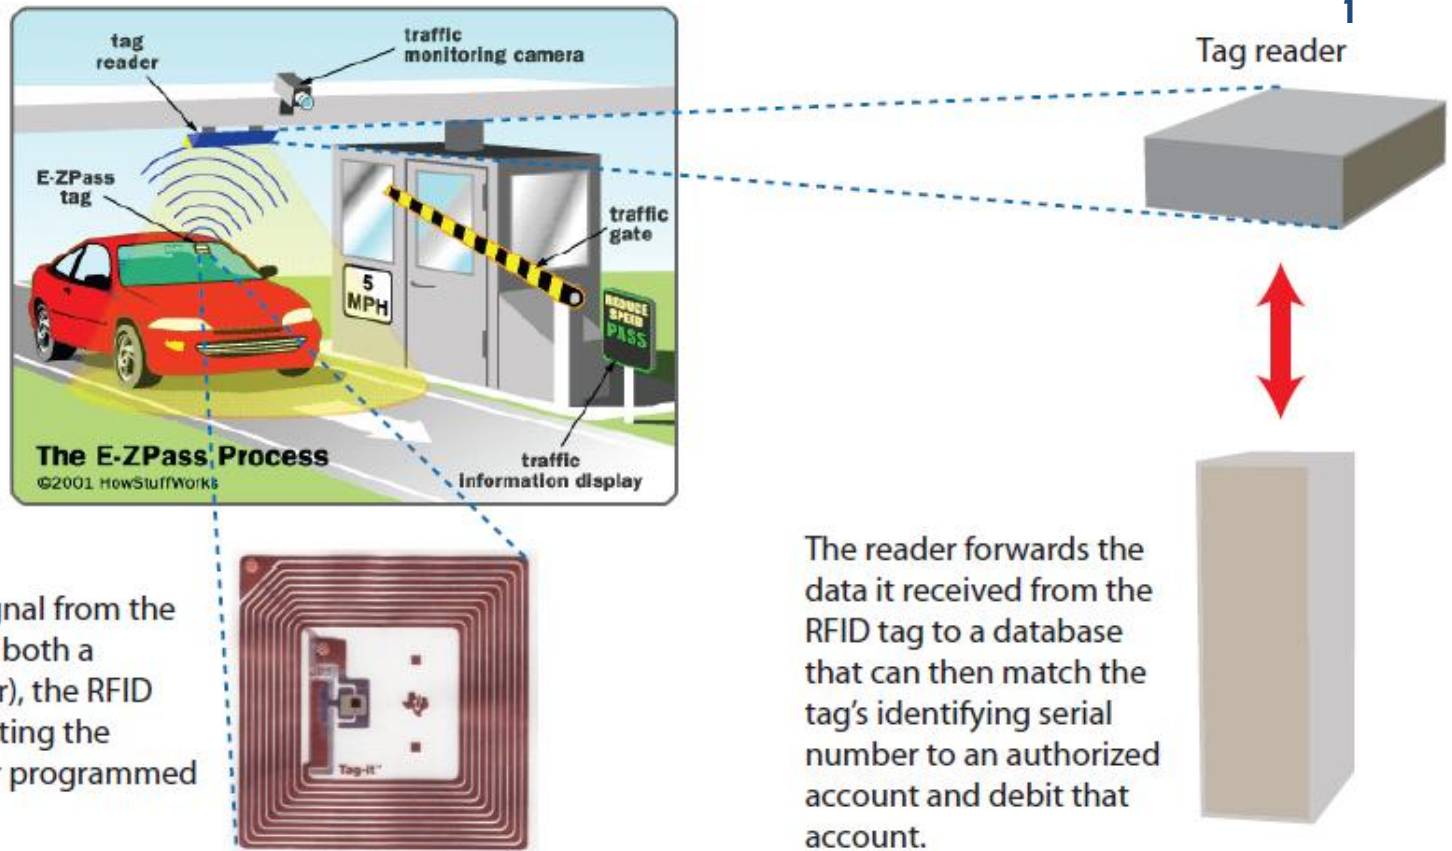 1
Tag reader
tag
reader
traffic
monitoring camera
E-ZPass
tag
traffic
gate
5
MPH
REDUCE
SPEED
PASS
The E-ZPass Process
©2001 HowStuffWorks
traffic
information display
gnal from the
both a
r), the RFID
ting the
programmed
Tag-it™
The reader forwards the
data it received from the
RFID tag to a database
that can then match the
tag’s identifying serial
number to an authorized
account and debit that
account.